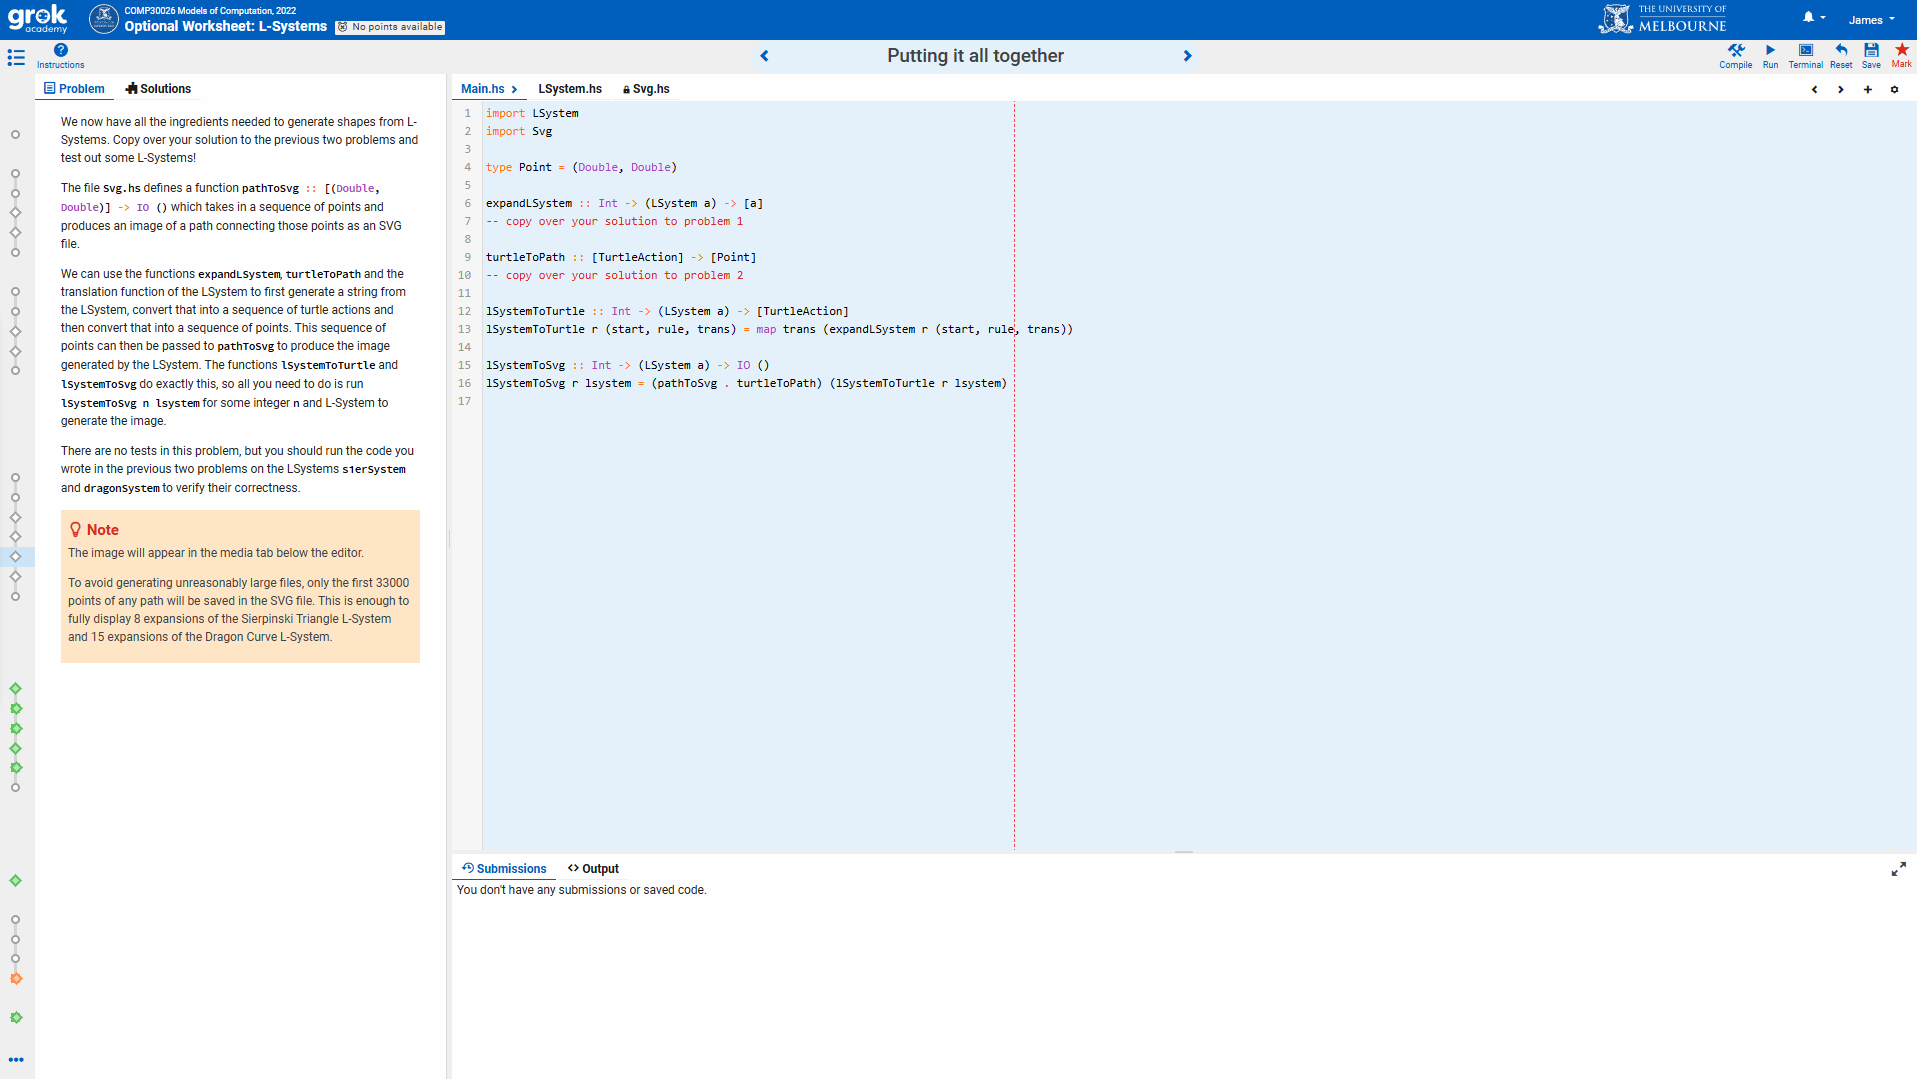 grok
academy
COMP30026 Models of Computation, 2022
Optional Worksheet: L-Systems
No points available
THE UNIVERSITY OF
MELBOURNE
James
Instructions
Putting it all together
Compile
Run
Terminal
Reset
Save
Mark
Problem
Solutions
We now have all the ingredients needed to generate shapes from L-
Systems. Copy over your solution to the previous two problems and
test out some L-Systems!
The file Svg.hs defines a function pathToSvg :: [(Double,
Double)] -> IO () which takes in a sequence of points and
produces an image of a path connecting those points as an SVG
file.
We can use the functions expandLSystem, turtleToPath and the
translation function of the LSystem to first generate a string from
the LSystem, convert that into a sequence of turtle actions and
then convert that into a sequence of points. This sequence of
points can then be passed to pathToSvg to produce the image
generated by the LSystem. The functions lSystemToTurtle and
lSystemToSvg do exactly this, so all you need to do is run
lSystemToSvg n lsystem for some integer n and L-System to
generate the image.
There are no tests in this problem, but you should run the code you
wrote in the previous two problems on the LSystems sierSystem
and dragonSystem to verify their correctness.
Note
The image will appear in the media tab below the editor.
To avoid generating unreasonably large files, only the first 33000
points of any path will be saved in the SVG file. This is enough to
fully display 8 expansions of the Sierpinski Triangle L-System
and 15 expansions of the Dragon Curve L-System.
Main.hs
LSystem.hs
Svg.hs
1 import LSystem
2 import Svg
3
4 type Point = (Double, Double)
5
6 expandLSystem :: Int -> (LSystem a) -> [a]
7 -- copy over your solution to problem 1
8
9 turtleToPath :: [TurtleAction] -> [Point]
10 -- copy over your solution to problem 2
11
12 lSystemToTurtle :: Int -> (LSystem a) -> [TurtleAction]
13 lSystemToTurtle r (start, rule, trans) = map trans (expandLSystem r (start, rule, trans))
14
15 lSystemToSvg :: Int -> (LSystem a) -> IO ()
16 lSystemToSvg r lsystem = (pathToSvg . turtleToPath) (lSystemToTurtle r lsystem)
17
Submissions
Output
You don't have any submissions or saved code.